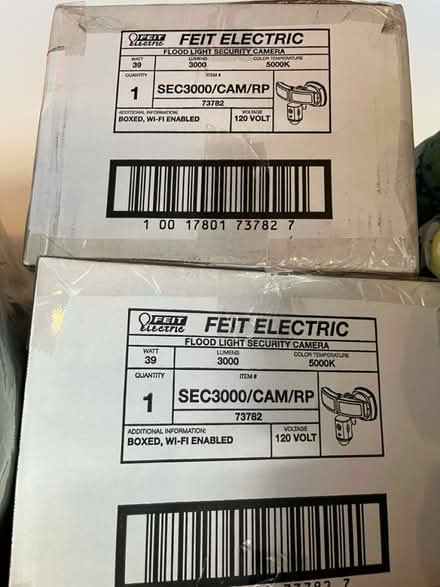 FEIT Electric FEIT ELECTRIC
FLOOD LIGHT SECURITY CAMERA
WATT LUMENS COLOR TEMPERATURE
39 3000 5000K
QUANTITY ITEM #
1 SEC3000/CAM/RP
73782
ADDITIONAL INFORMATION: VOLTAGE
BOXED, WI-FI ENABLED 120 VOLT
1 00 17801 73782 7
FEIT Electric FEIT ELECTRIC
FLOOD LIGHT SECURITY CAMERA
WATT LUMENS COLOR TEMPERATURE
39 3000 5000K
QUANTITY ITEM #
1 SEC3000/CAM/RP
73782
ADDITIONAL INFORMATION: VOLTAGE
BOXED, WI-FI ENABLED 120 VOLT
73782 7